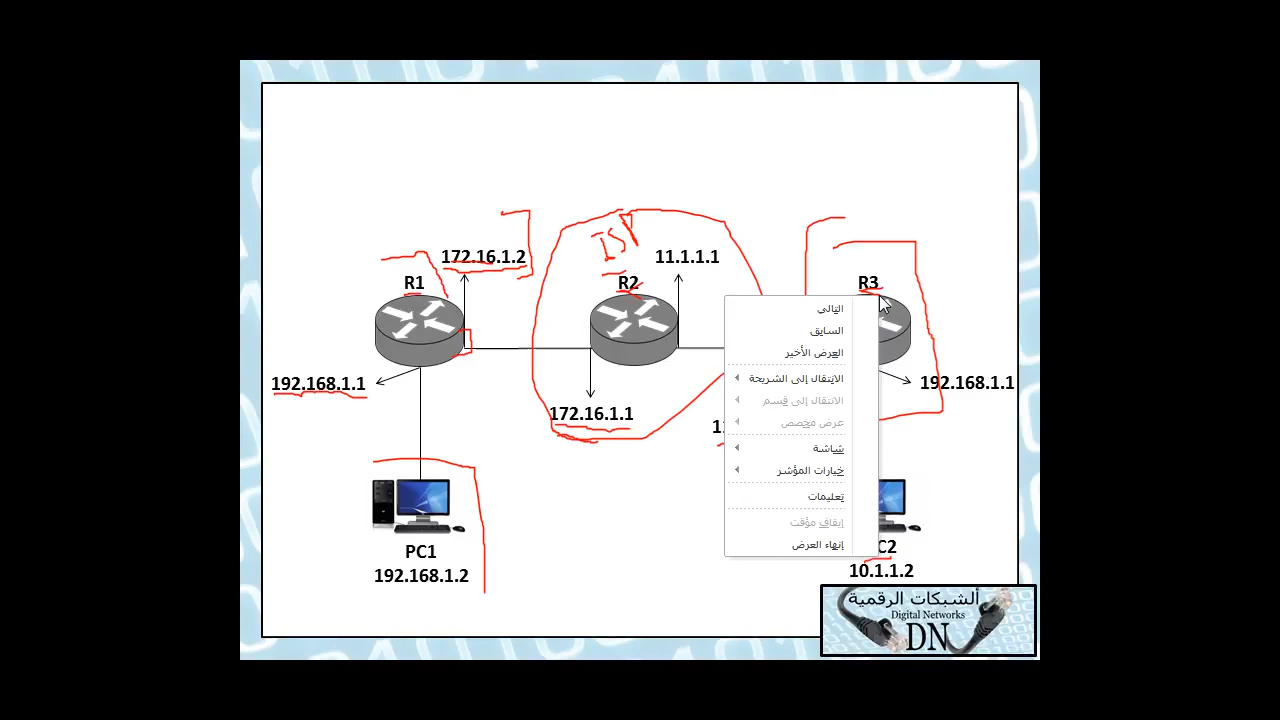 ISP
172.16.1.2
11.1.1.1
R1
R2
R3
192.168.1.1
192.168.1.1
172.16.1.1
التالي
السابق
العرض الأخير
الانتقال إلى الشريحة
الانتقال إلى قسم
عرض مخصص
شاشة
خيارات المؤشر
تعليمات
إيقاف مؤقت
إنهاء العرض
PC1
192.168.1.2
C2
10.1.1.2
ألشبكات الرقمية
Digital Networks
DN